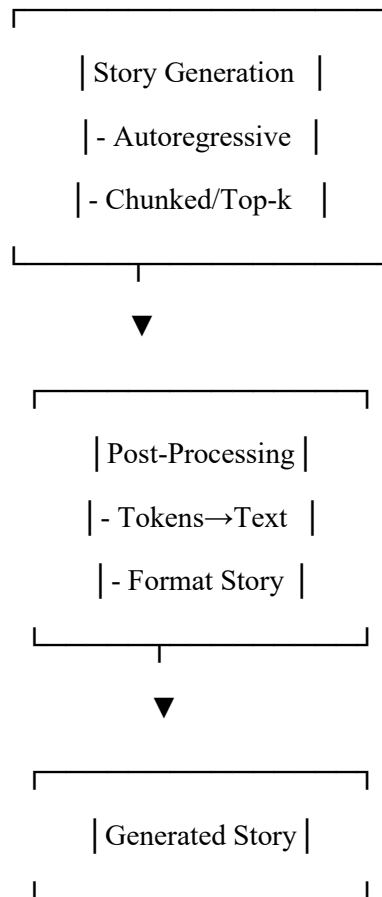 Story Generation
- Autoregressive
- Chunked/Top-k
Post-Processing
- Tokens→Text
- Format Story
Generated Story